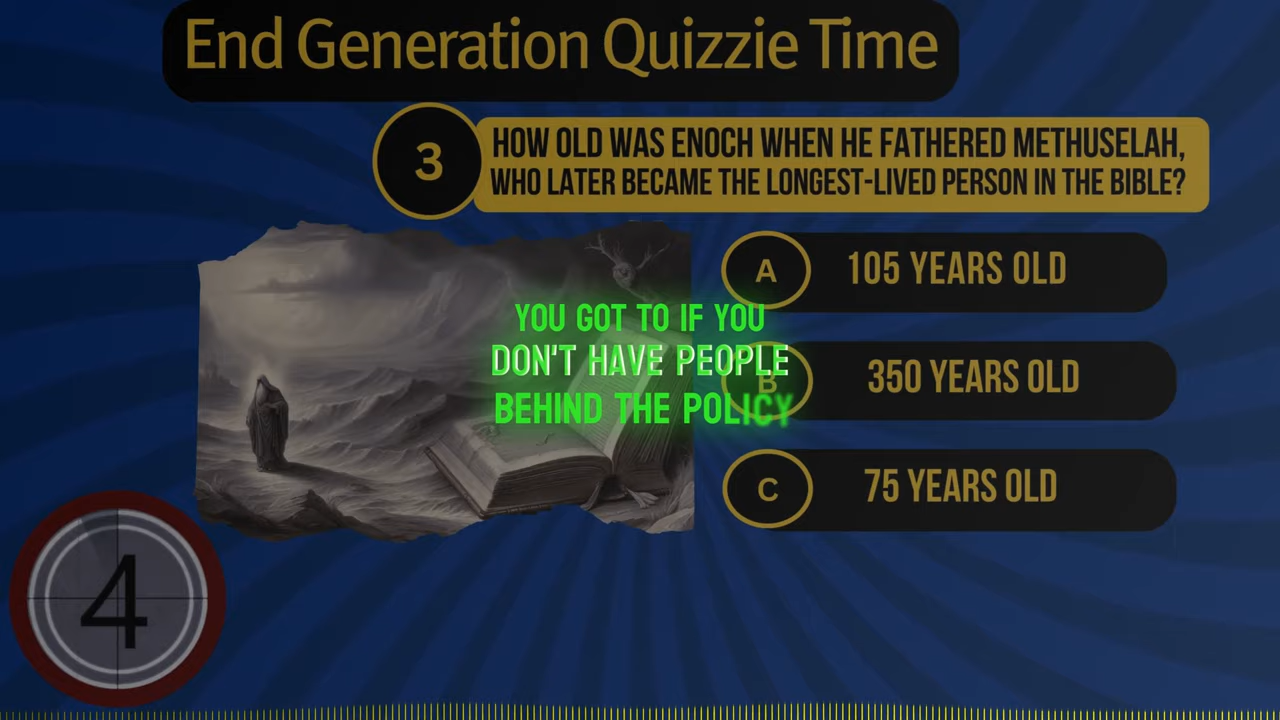 End Generation Quizzie Time
3
HOW OLD WAS ENOCH WHEN HE FATHERED METHUSELAH,
WHO LATER BECAME THE LONGEST-LIVED PERSON IN THE BIBLE?
A
105 YEARS OLD
YOU GOT TO IF YOU
DON'T HAVE PEOPLE
BEHIND THE POLICY
B
350 YEARS OLD
C
75 YEARS OLD
4